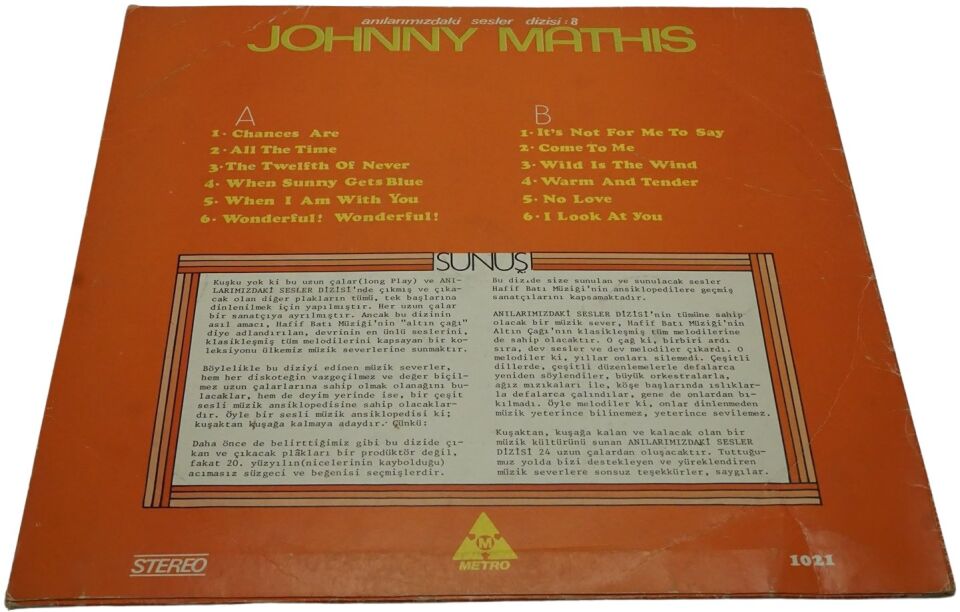 anılarımızdaki sesler dizisi: 8
JOHNNY MATHIS
A
1- Chances Are
2- All The Time
3- The Twelfth Of Never
4- When Sunny Gets Blue
5- When I Am With You
6- Wonderful! Wonderful!
B
1- It's Not For Me To Say
2- Come To Me
3- Wild Is The Wind
4- Warm And Tender
5- No Love
6- I Look At You
SUNUŞ
Kuşku yok ki bu uzun çalar(long Play) ve ANI-
LARIMIZDAKİ SESLER DİZİSİ'nde çıkmış ve çıka-
cak olan diğer plakların tümü, tek başlarına
dinlenilmek için yapılmıştır. Her uzun çalar
bir sanatçıya ayrılmıştır. Ancak bu dizinin
asıl amacı, Hafif Batı Müziği'nin "altın çağı"
diye adlandırılan, devrinin en ünlü seslerini,
klasikleşmiş tüm melodilerini kapsayan bir ko-
leksiyonu ülkemiz müzik severlerine sunmaktır.
Böylelikle bu diziyi edinen müzik severler,
hem her diskoteğin vazgeçilmez ve değer biçil-
mez uzun çalarlarına sahip olmak olanağını bu-
lacaklar, hem de deyim yerinde ise, bir çeşit
sesli müzik ansiklopedisine sahip olacaklar-
dır. Öyle bir sesli müzik ansiklopedisi ki;
kuşaktan kuşağa kalmaya adaydır. Çünkü:
Daha önce de belirttiğimiz gibi bu dizide çı-
kan ve çıkacak plâkları bir prodüktör değil,
fakat 20. yüzyılın(nicelerinin kaybolduğu)
acımasız süzgeci ve beğenisi seçmişlerdir.
Bu dizide size sunulan ve sunulacak sesler
Hafif Batı Müziği'nin ansiklopedilere geçmiş
sanatçılarını kapsamaktadır.
ANILARIMIZDAKİ SESLER DİZİSİ'nin tümüne sahip
olacak bir müzik sever, Hafif Batı Müziği'nin
Altın Çağı'nın klasikleşmiş tüm melodilerine
de sahip olacaktır. O çağ ki, birbiri ardı
sıra, dev sesler ve dev melodiler çıkardı. O
melodiler ki, yıllar onları silemedi. Çeşitli
dillerde, çeşitli düzenlemelerle defalarca
yeniden söylendiler, büyük orkestralarla,
ağız mızıkaları ile, köşe başlarında ıslıklar-
la defalarca çalındılar, gene de onlardan bı-
kılmadı. Öyle melodiler ki, onlar dinlenmeden
müzik yeterince bilinemez, yeterince sevilemez.
Kuşaktan, kuşağa kalan ve kalacak olan bir
müzik kültürünü sunan ANILARIMIZDAKİ SESLER
DİZİSİ 24 uzun çalardan oluşacaktır. Tuttuğu-
muz yolda bizi destekleyen ve yüreklendiren
müzik severlere sonsuz teşekkürler, saygılar.
STEREO
M
METRO
1021